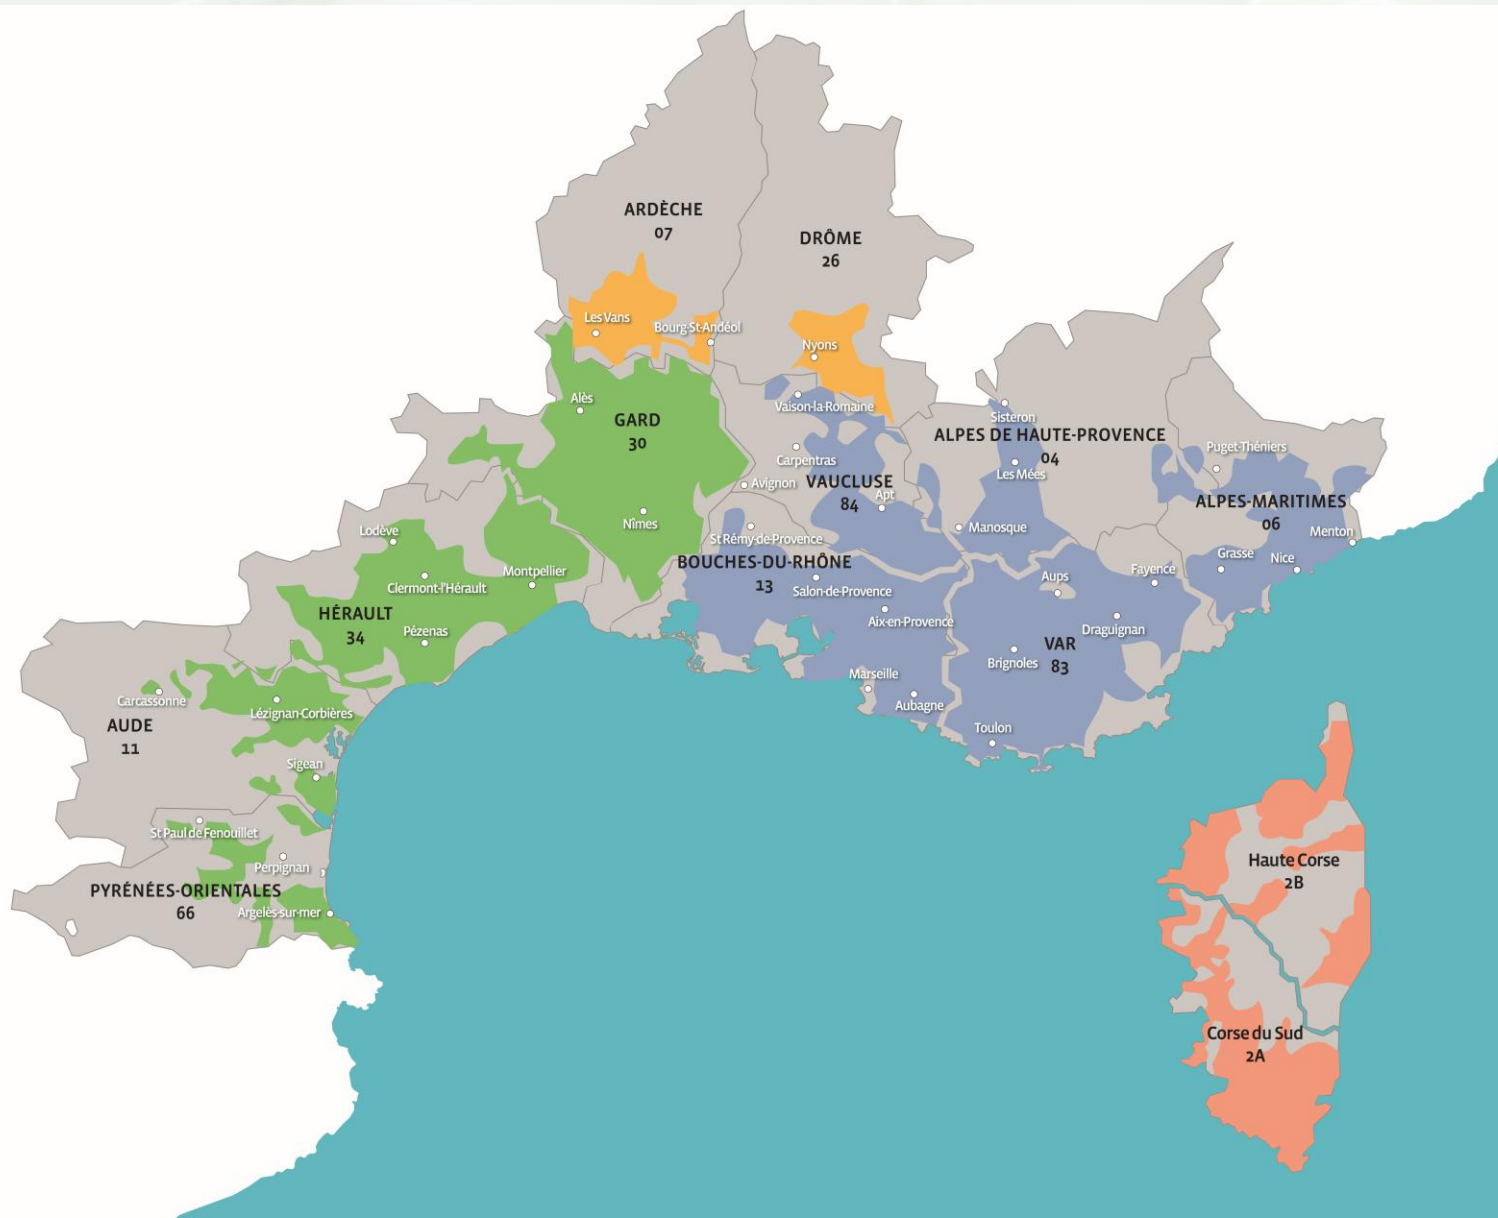 ARDÈCHE
07
DRÔME
26
Les Vans
Bourg-St-Andéol
Nyons
Alès
GARD
30
Vaison-la-Romaine
Sisteron
ALPES DE HAUTE-PROVENCE
04
Puget-Théniers
Carpentras
Les Mées
Avignon
VAUCLUSE
84
Apt
ALPES-MARITIMES
06
Nîmes
Manosque
Menton
Lodève
St Rémy-de-Provence
BOUCHES-DU-RHÔNE
13
Grasse
Nice
Montpellier
Clermont-l'Hérault
Salon-de-Provence
Aups
Fayence
HÉRAULT
34
Pézenas
Aix-en-Provence
Draguignan
VAR
83
Brignoles
Marseille
Aubagne
Carcassonne
Lézignan-Corbières
AUDE
11
Toulon
Sigean
St Paul de Fenouillet
Perpignan
PYRÉNÉES-ORIENTALES
66
Argelès-sur-mer
Haute Corse
2B
Corse du Sud
2A